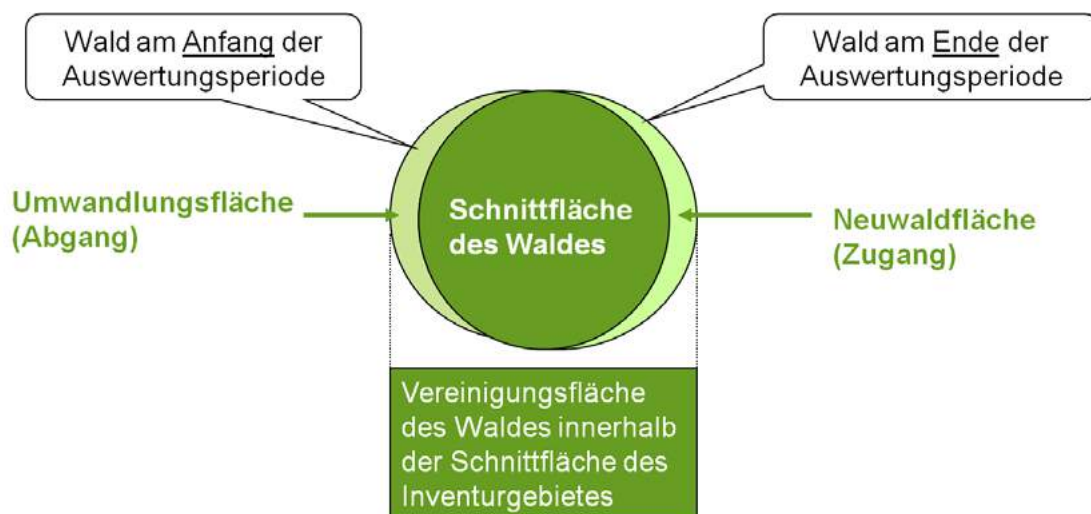 Wald am Anfang der
Auswertungsperiode
Wald am Ende der
Auswertungsperiode
Umwandlungsfläche
(Abgang)
Schnittfläche
des Waldes
Neuwaldfläche
(Zugang)
Vereinigungsfläche
des Waldes innerhalb
der Schnittfläche des
Inventurgebietes